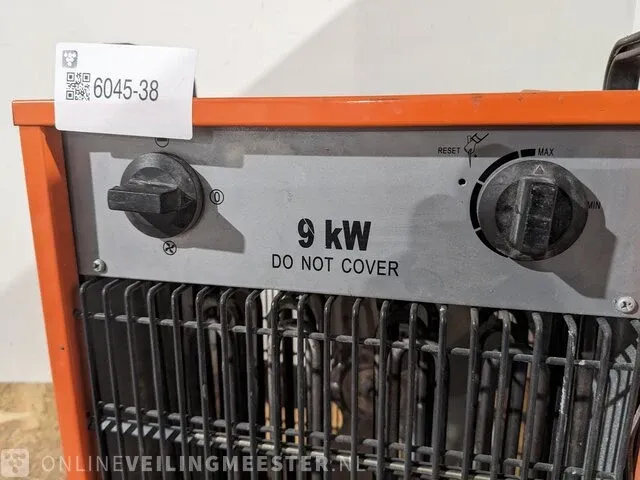 6045-38
RESET
MAX
MIN
9 kW
DO NOT COVER
ONLINEVEILINGMEESTER.NL